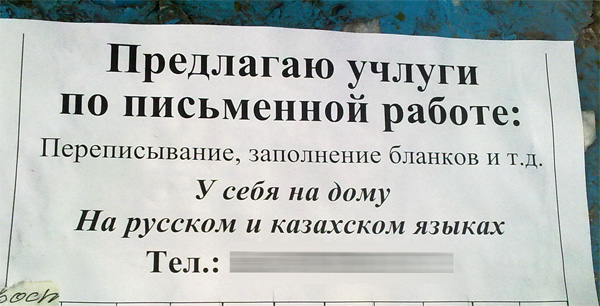 Предлагаю учлуги
по письменной работе:
Переписывание, заполнение бланков и т.д.
У себя на дому
На русском и казахском языках
Тел.: